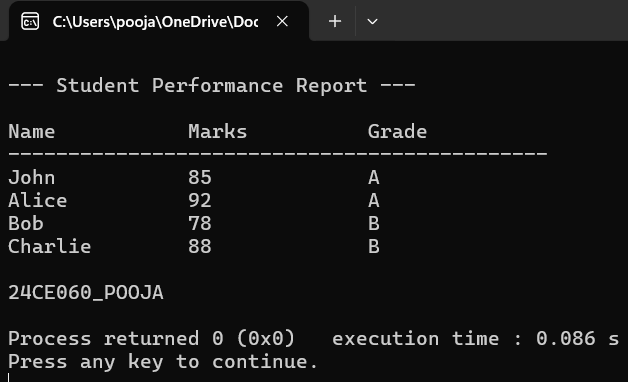 C:\Users\pooja\OneDrive\Doc
--- Student Performance Report ---
Name Marks Grade
---------------------------------------------
John 85 A
Alice 92 A
Bob 78 B
Charlie 88 B
24CE060_POOJA
Process returned 0 (0x0) execution time : 0.086 s
Press any key to continue.